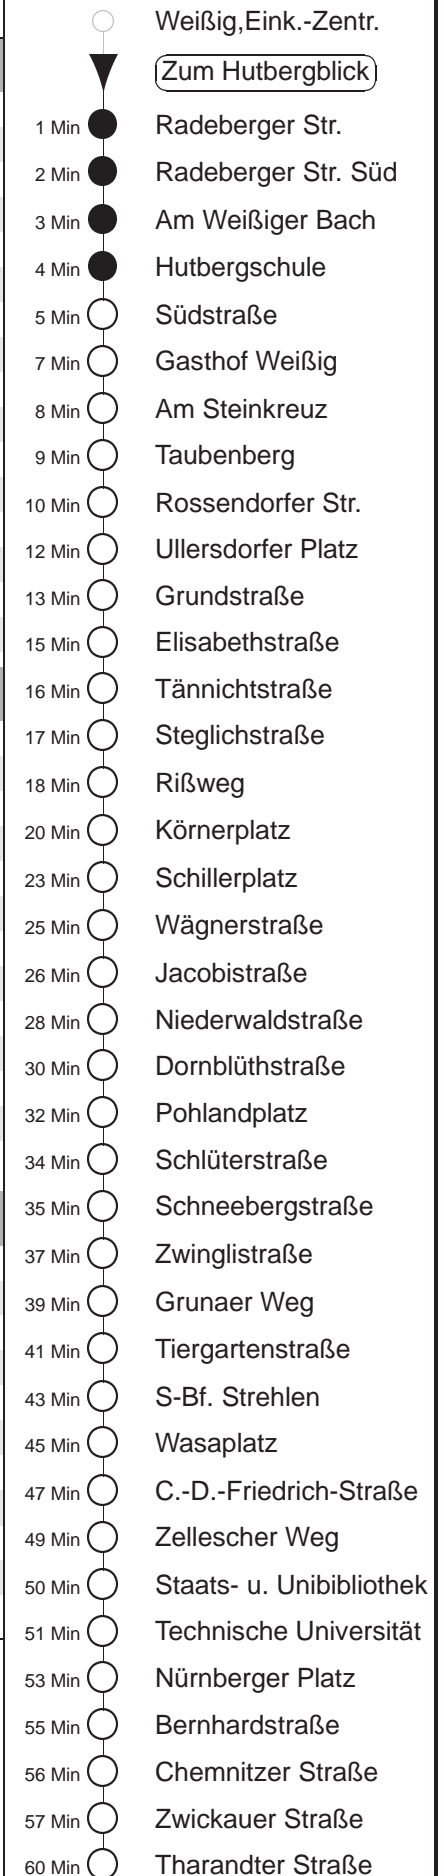 Weißig,Eink.-Zentr.
Zum Hutbergblick
1 Min Radeberger Str.
2 Min Radeberger Str. Süd
3 Min Am Weißiger Bach
4 Min Hutbergschule
5 Min Südstraße
7 Min Gasthof Weißig
8 Min Am Steinkreuz
9 Min Taubenberg
10 Min Rossendorfer Str.
12 Min Ullersdorfer Platz
13 Min Grundstraße
15 Min Elisabethstraße
16 Min Tännichtstraße
17 Min Steglichstraße
18 Min Rißweg
20 Min Körnerplatz
23 Min Schillerplatz
25 Min Wägnerstraße
26 Min Jacobistraße
28 Min Niederwaldstraße
30 Min Dornblüthstraße
32 Min Pohlandplatz
34 Min Schlüterstraße
35 Min Schneebergstraße
37 Min Zwinglistraße
39 Min Grunaer Weg
41 Min Tiergartenstraße
43 Min S-Bf. Strehlen
45 Min Wasaplatz
47 Min C.-D.-Friedrich-Straße
49 Min Zellescher Weg
50 Min Staats- u. Unibibliothek
51 Min Technische Universität
53 Min Nürnberger Platz
55 Min Bernhardstraße
56 Min Chemnitzer Straße
57 Min Zwickauer Straße
60 Min Tharandter Straße